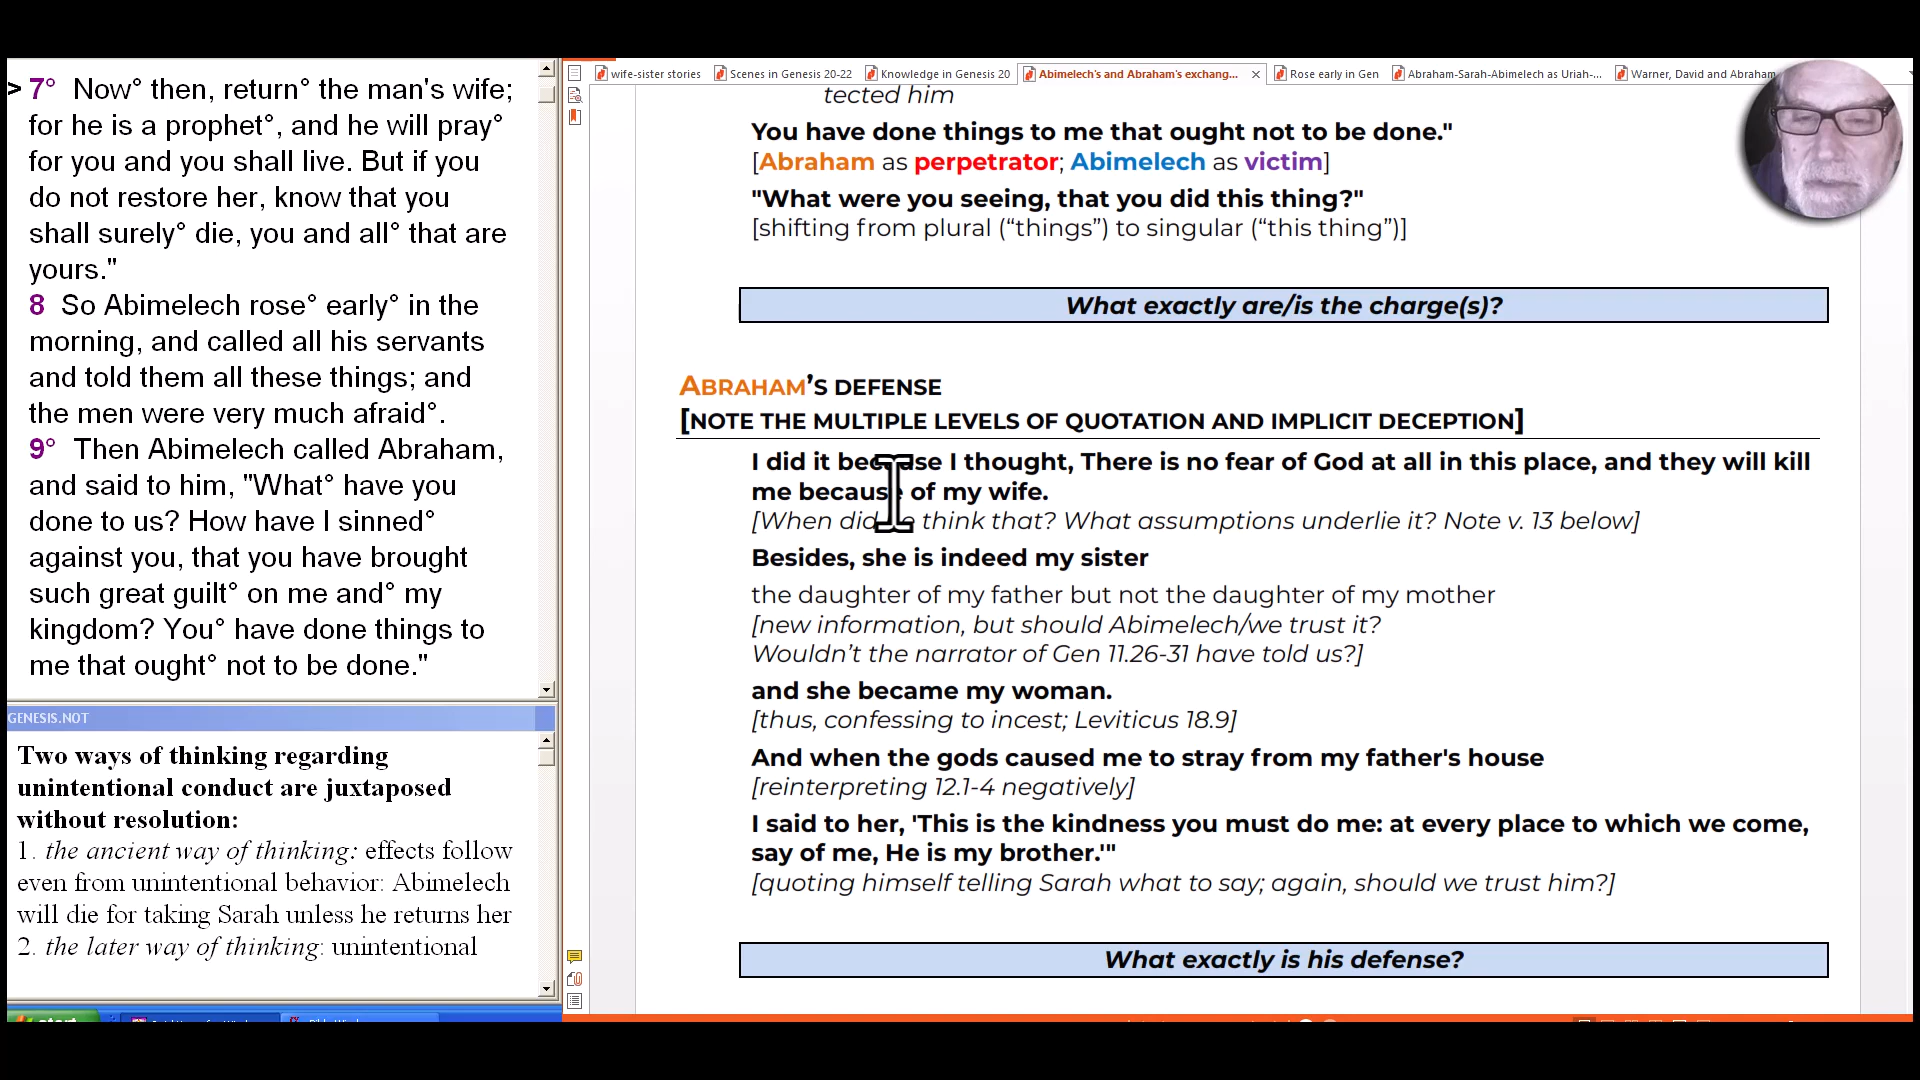 > 7° Now° then, return° the man's wife;
for he is a prophet°, and he will pray°
for you and you shall live. But if you
do not restore her, know that you
shall surely° die, you and all° that are
yours."
8 So Abimelech rose° early° in the
morning, and called all his servants
and told them all these things; and
the men were very much afraid°.
9° Then Abimelech called Abraham,
and said to him, "What° have you
done to us? How have I sinned°
against you, that you have brought
such great guilt° on me and° my
kingdom? You° have done things to
me that ought° not to be done."
GENESIS.NOT
Two ways of thinking regarding
unintentional conduct are juxtaposed
without resolution:
1. the ancient way of thinking: effects follow
even from unintentional behavior: Abimelech
will die for taking Sarah unless he returns her
2. the later way of thinking: unintentional
start
wife-sister stories
Scenes in Genesis 20-22
Knowledge in Genesis 20
Abimelech's and Abraham's exchang...
Rose early in Gen
Abraham-Sarah-Abimelech as Uriah-...
Warner, David and Abraham
tected him
You have done things to me that ought not to be done."
[Abraham as perpetrator; Abimelech as victim]
"What were you seeing, that you did this thing?"
[shifting from plural (“things”) to singular (“this thing”)]
What exactly are/is the charge(s)?
ABRAHAM’S DEFENSE
[NOTE THE MULTIPLE LEVELS OF QUOTATION AND IMPLICIT DECEPTION]
I did it because I thought, There is no fear of God at all in this place, and they will kill
me because of my wife.
[When did he think that? What assumptions underlie it? Note v. 13 below]
Besides, she is indeed my sister
the daughter of my father but not the daughter of my mother
[new information, but should Abimelech/we trust it?
Wouldn’t the narrator of Gen 11.26-31 have told us?]
and she became my woman.
[thus, confessing to incest; Leviticus 18.9]
And when the gods caused me to stray from my father's house
[reinterpreting 12.1-4 negatively]
I said to her, 'This is the kindness you must do me: at every place to which we come,
say of me, He is my brother.'"
[quoting himself telling Sarah what to say; again, should we trust him?]
What exactly is his defense?